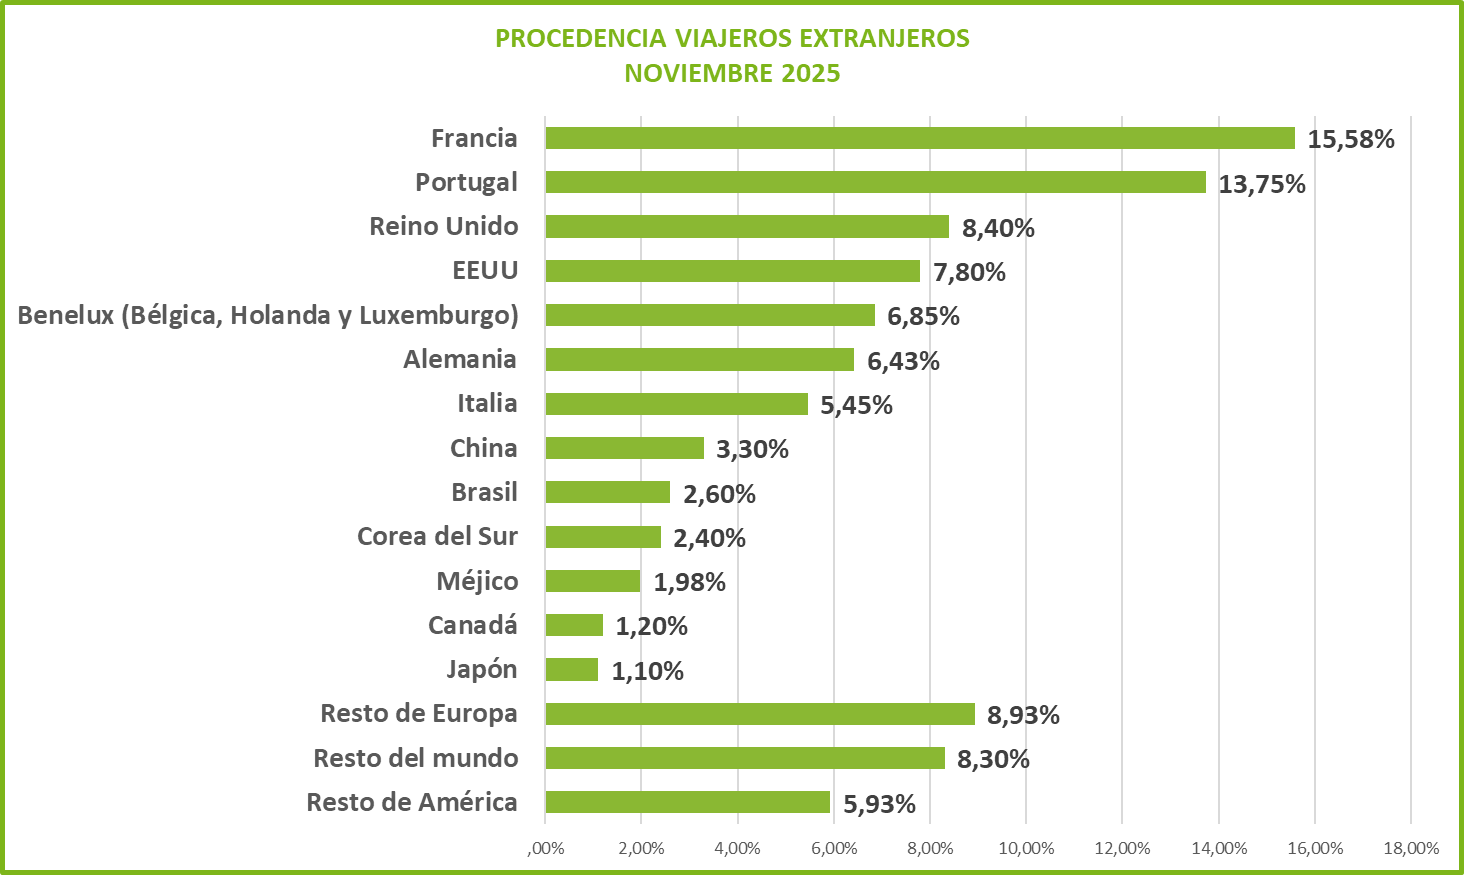 PROCEDENCIA VIAJEROS EXTRANJEROS
NOVIEMBRE 2025
Francia 15,58%
Portugal 13,75%
Reino Unido 8,40%
EEUU 7,80%
Benelux (Bélgica, Holanda y Luxemburgo) 6,85%
Alemania 6,43%
Italia 5,45%
China 3,30%
Brasil 2,60%
Corea del Sur 2,40%
Méjico 1,98%
Canadá 1,20%
Japón 1,10%
Resto de Europa 8,93%
Resto del mundo 8,30%
Resto de América 5,93%
,00% 2,00% 4,00% 6,00% 8,00% 10,00% 12,00% 14,00% 16,00% 18,00%